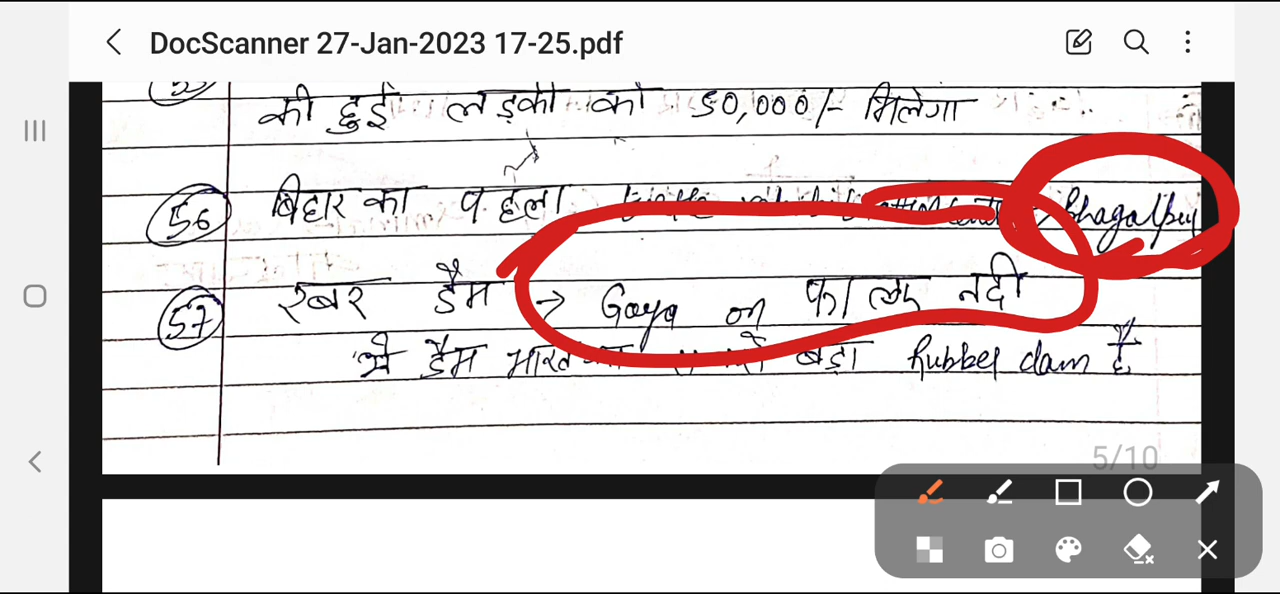 DocScanner 27-Jan-2023 17-25.pdf
की हुई लड़की को 50,000/- मिलेगा
56 बिहार का पहला Bhagalpur
57 रबर डैम → Gaya on फाल्गु नदी
ये डैम भारत बड़ा Rubber dam है
5/10